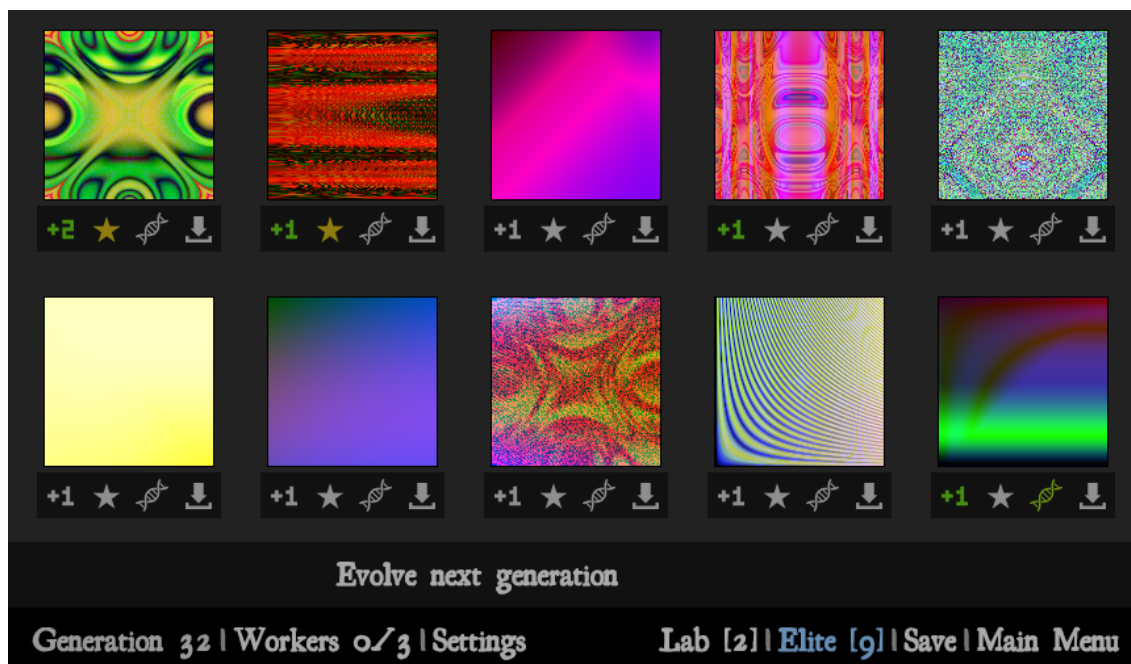 +2 +1 +1 +1 +1
+1 +1 +1 +1 +1
Evolve next generation
Generation 32 | Workers 0/3 | Settings Lab [2] | Elite [9] | Save | Main Menu